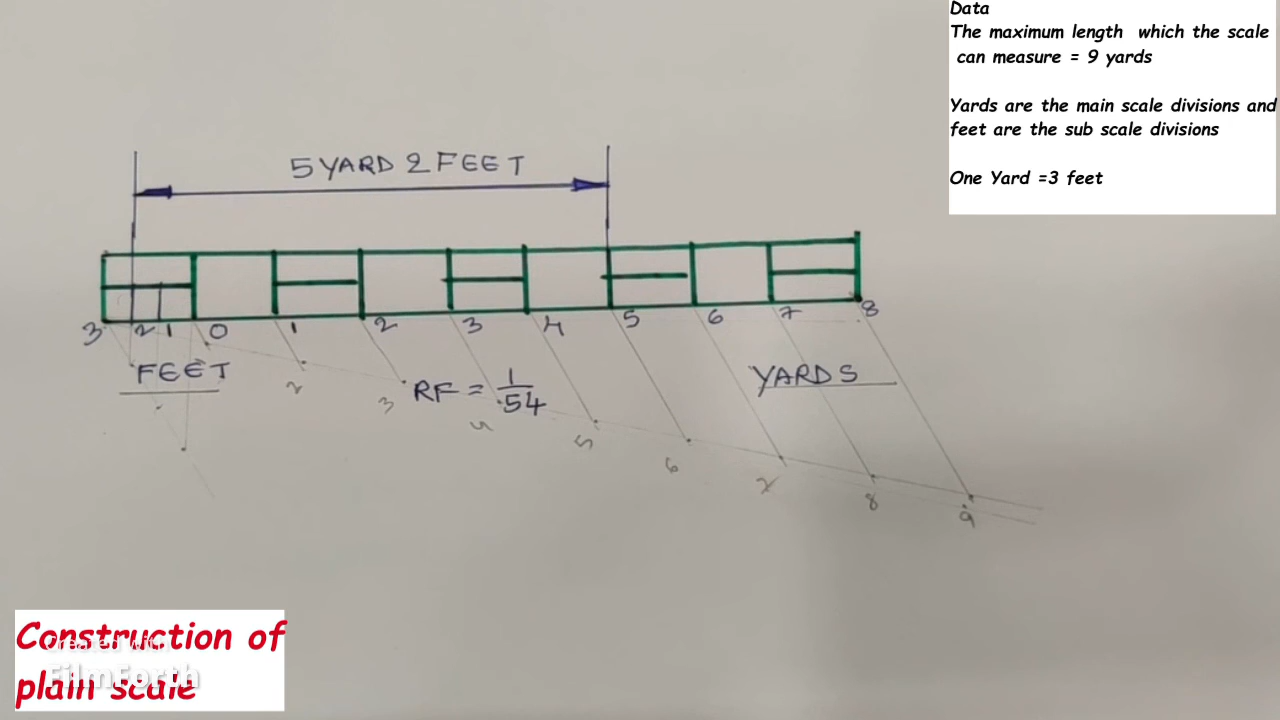 Data
The maximum length which the scale
can measure = 9 yards
Yards are the main scale divisions and
feet are the sub scale divisions
One Yard =3 feet
5 YARD 2 FEET
3 2 1 0 1 2 3 4 5 6 7 8
FEET
RF = 1/54
YARDS
2 3 4 5 6 7 8 9
Construction of
plain scale
Created with
FilmForth